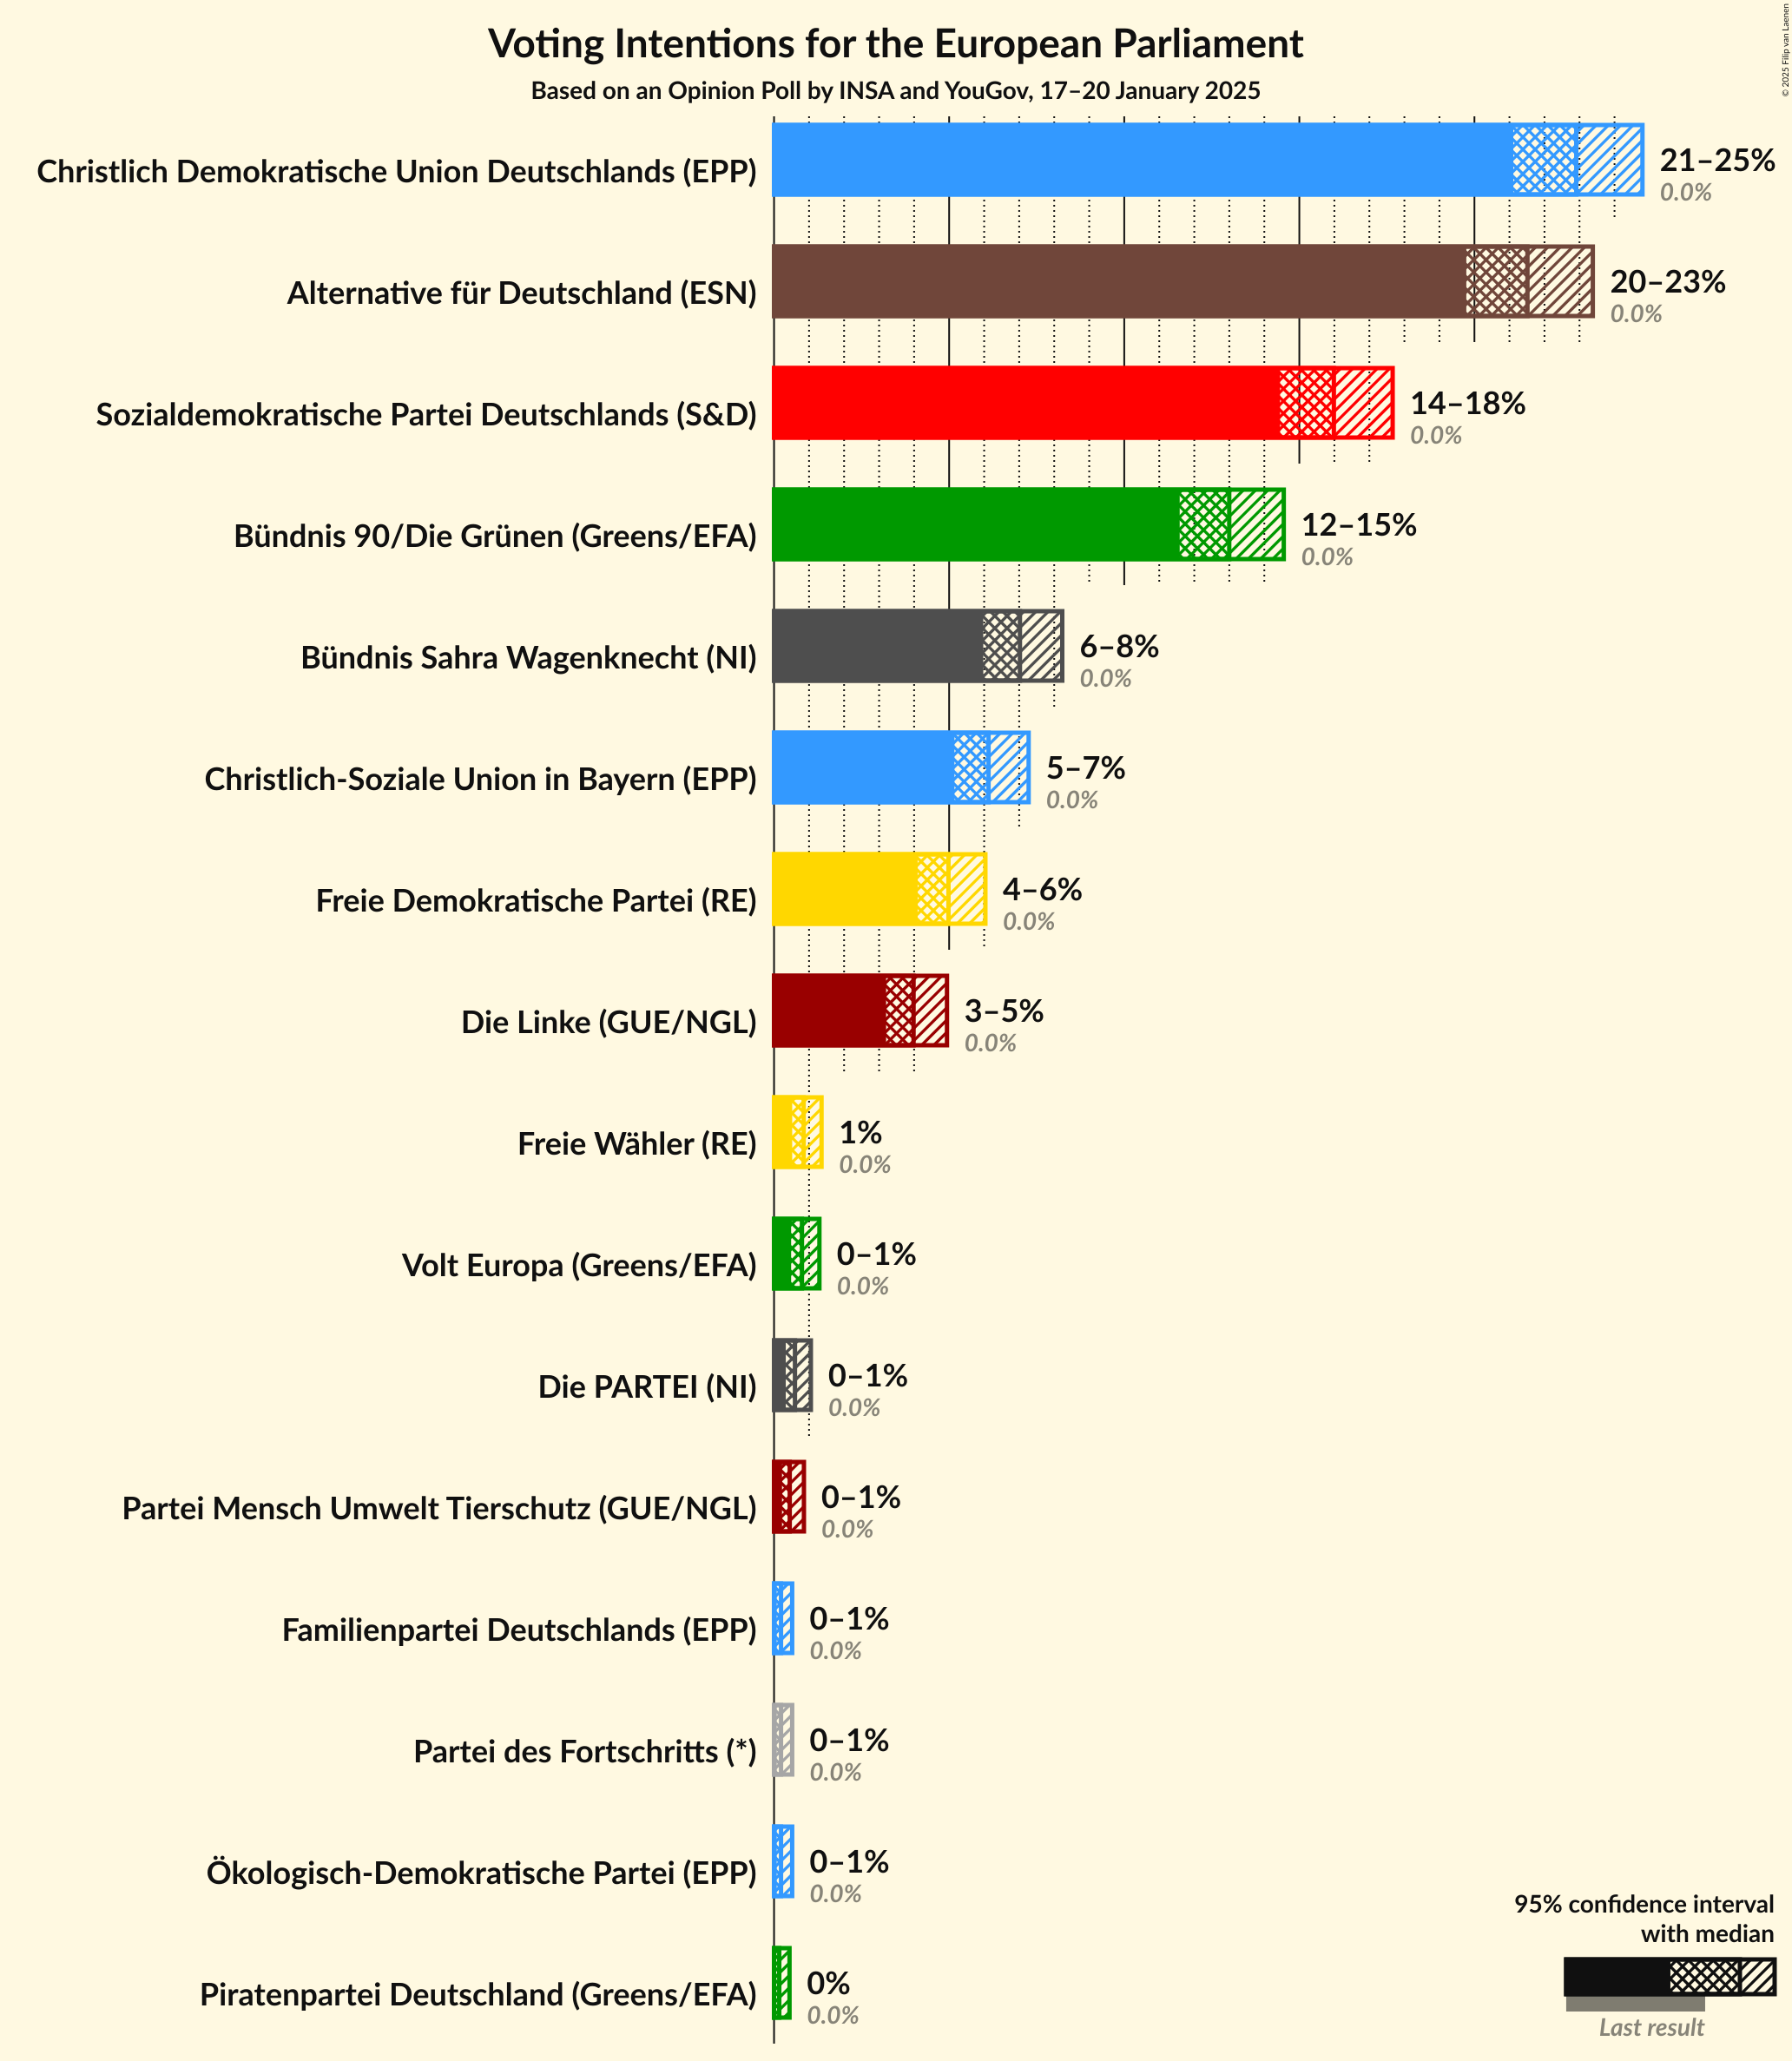 © 2025 Filip van Laenen
Voting Intentions for the European Parliament
Based on an Opinion Poll by INSA and YouGov, 17–20 January 2025
Christlich Demokratische Union Deutschlands (EPP)
21–25%
0.0%
Alternative für Deutschland (ESN)
20–23%
0.0%
Sozialdemokratische Partei Deutschlands (S&D)
14–18%
0.0%
Bündnis 90/Die Grünen (Greens/EFA)
12–15%
0.0%
Bündnis Sahra Wagenknecht (NI)
6–8%
0.0%
Christlich-Soziale Union in Bayern (EPP)
5–7%
0.0%
Freie Demokratische Partei (RE)
4–6%
0.0%
Die Linke (GUE/NGL)
3–5%
0.0%
Freie Wähler (RE)
1%
0.0%
Volt Europa (Greens/EFA)
0–1%
0.0%
Die PARTEI (NI)
0–1%
0.0%
Partei Mensch Umwelt Tierschutz (GUE/NGL)
0–1%
0.0%
Familienpartei Deutschlands (EPP)
0–1%
0.0%
Partei des Fortschritts (*)
0–1%
0.0%
Ökologisch-Demokratische Partei (EPP)
0–1%
0.0%
Piratenpartei Deutschland (Greens/EFA)
0%
0.0%
95% confidence interval
with median
Last result